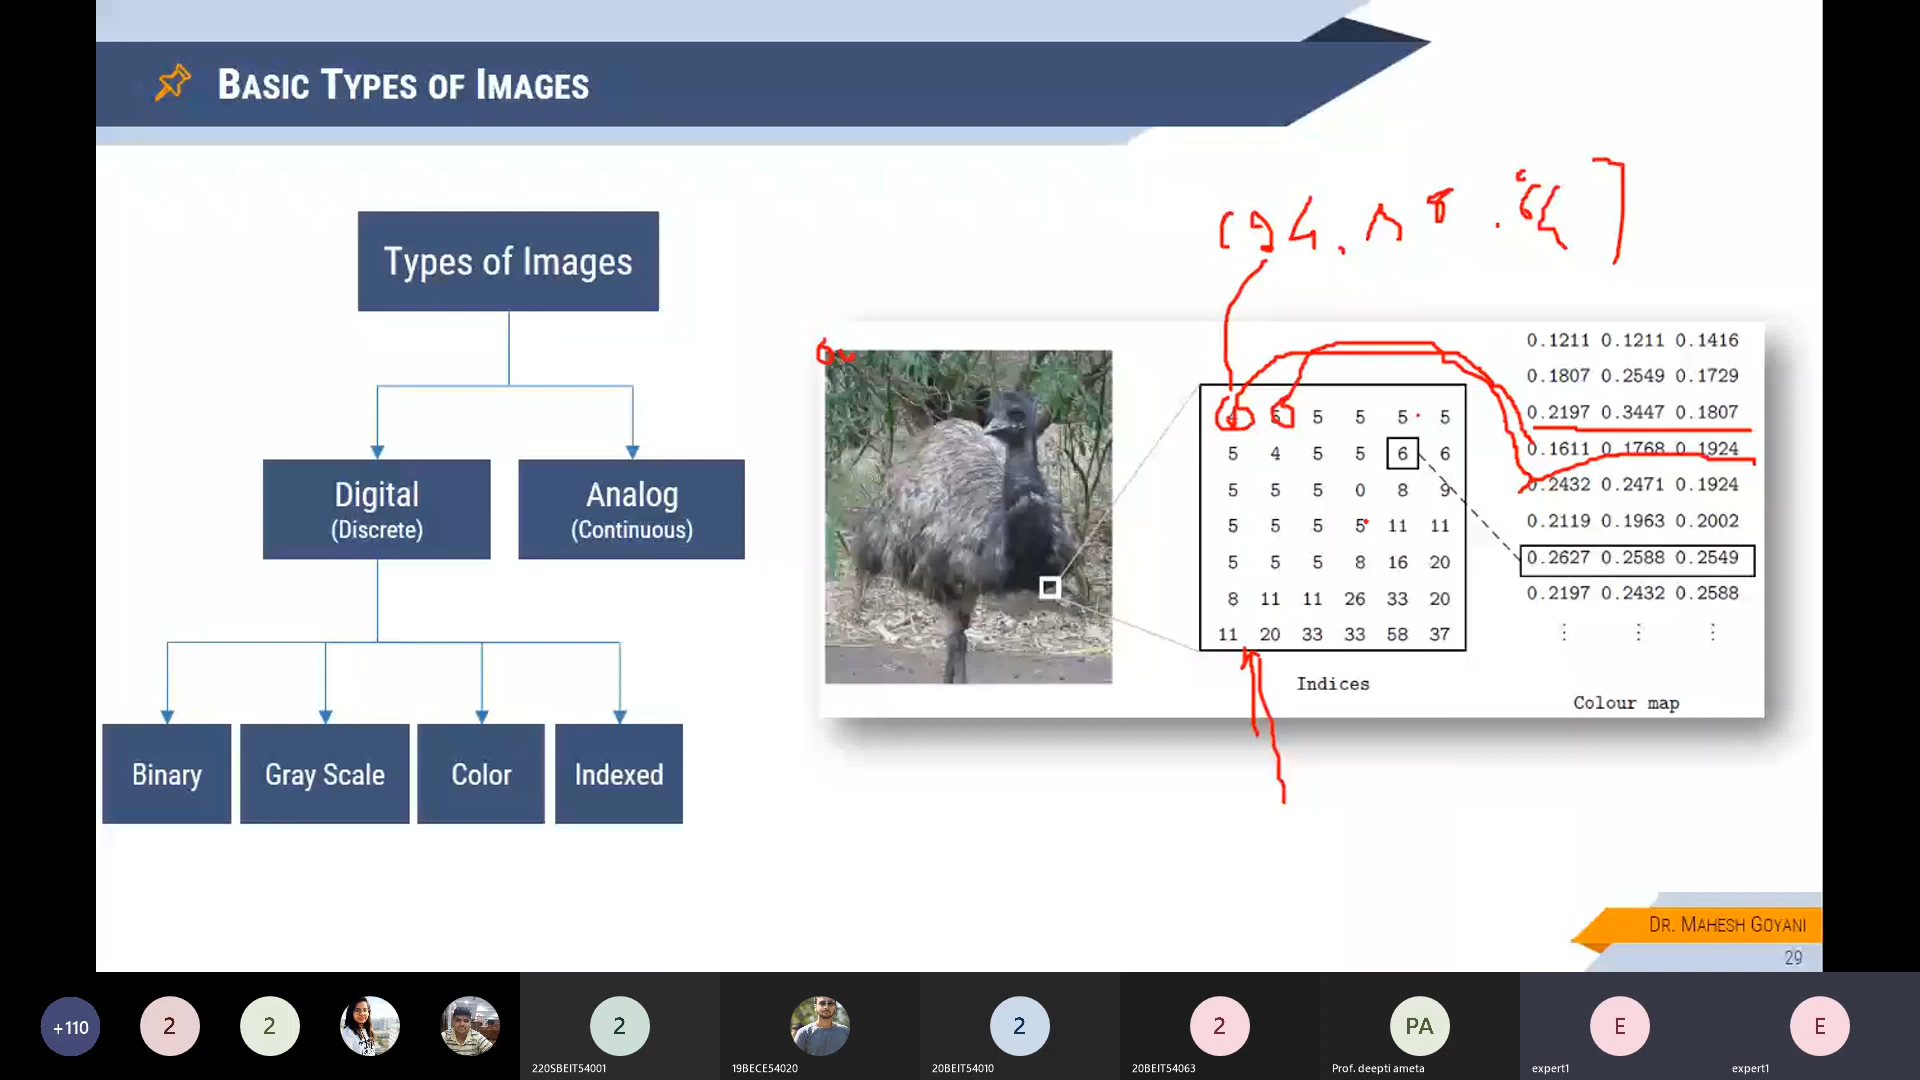 BASIC TYPES OF IMAGES
Types of Images
Digital
(Discrete)
Analog
(Continuous)
Binary
Gray Scale
Color
Indexed
5 5 5 5 5
5 4 5 5 6 6
5 5 5 0 8 9
5 5 5 5 11 11
5 5 5 8 16 20
8 11 11 26 33 20
11 20 33 33 58 37
Indices
0.1211 0.1211 0.1416
0.1807 0.2549 0.1729
0.2197 0.3447 0.1807
0.1611 0.1768 0.1924
0.2432 0.2471 0.1924
0.2119 0.1963 0.2002
0.2627 0.2588 0.2549
0.2197 0.2432 0.2588
⋮ ⋮ ⋮
Colour map
DR. MAHESH GOYANI
29
+110
2
2
2
220SBEIT54001
19BECE54020
2
20BEIT54010
2
20BEIT54063
PA
Prof. deepti ameta
E
expert1
E
expert1